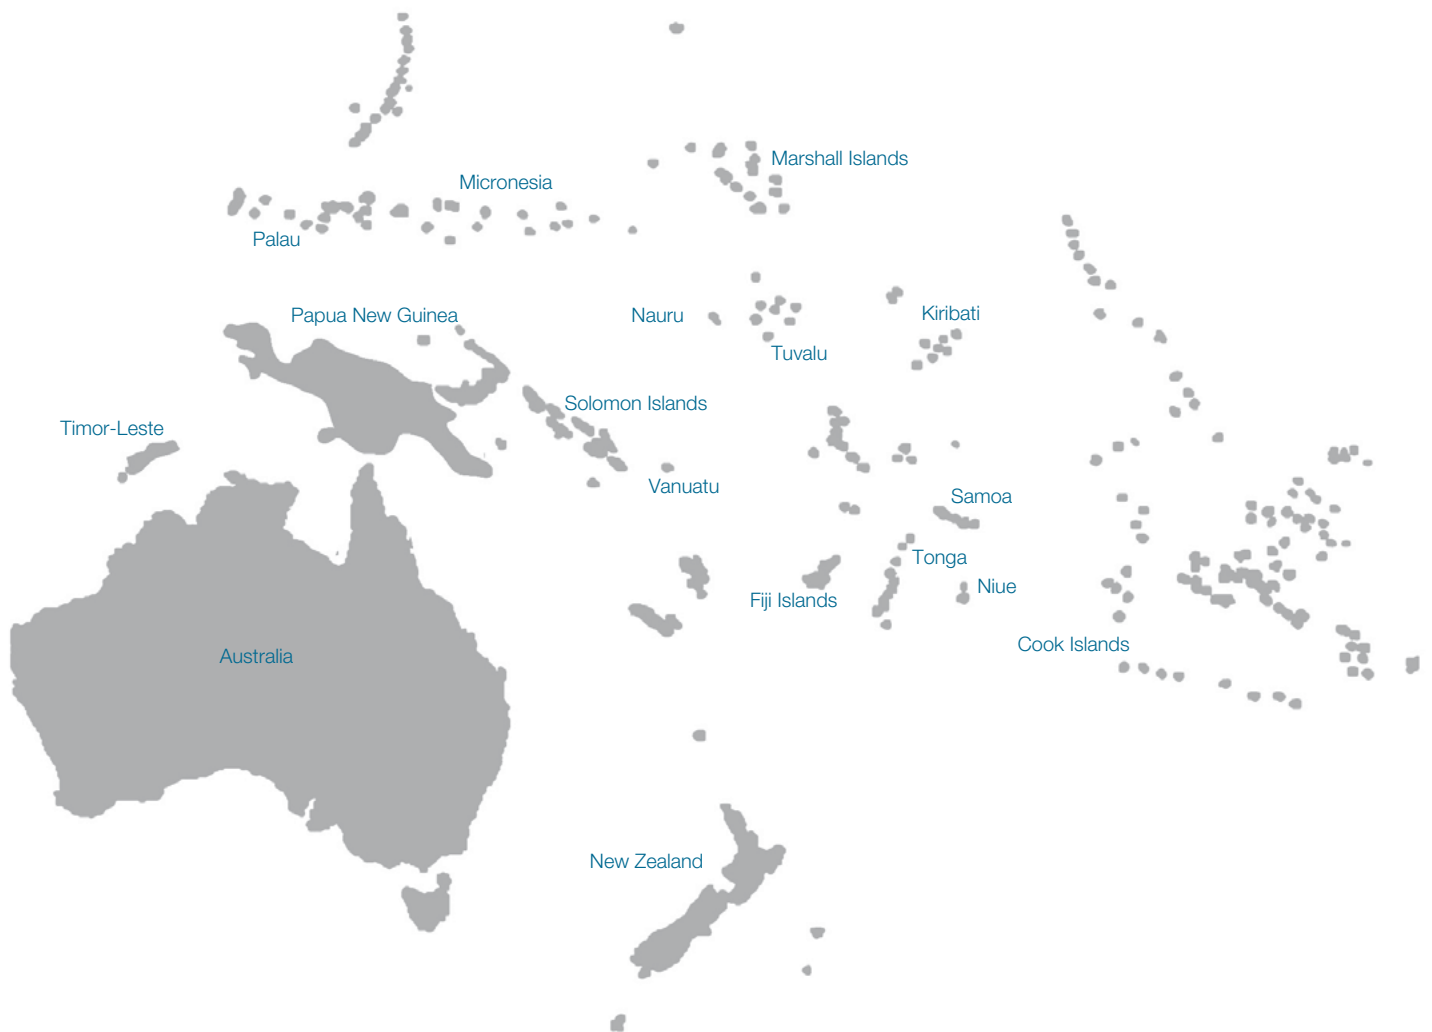 Marshall Islands
Micronesia
Palau
Papua New Guinea
Nauru
Kiribati
Tuvalu
Solomon Islands
Timor-Leste
Vanuatu
Samoa
Tonga
Niue
Fiji Islands
Cook Islands
Australia
New Zealand